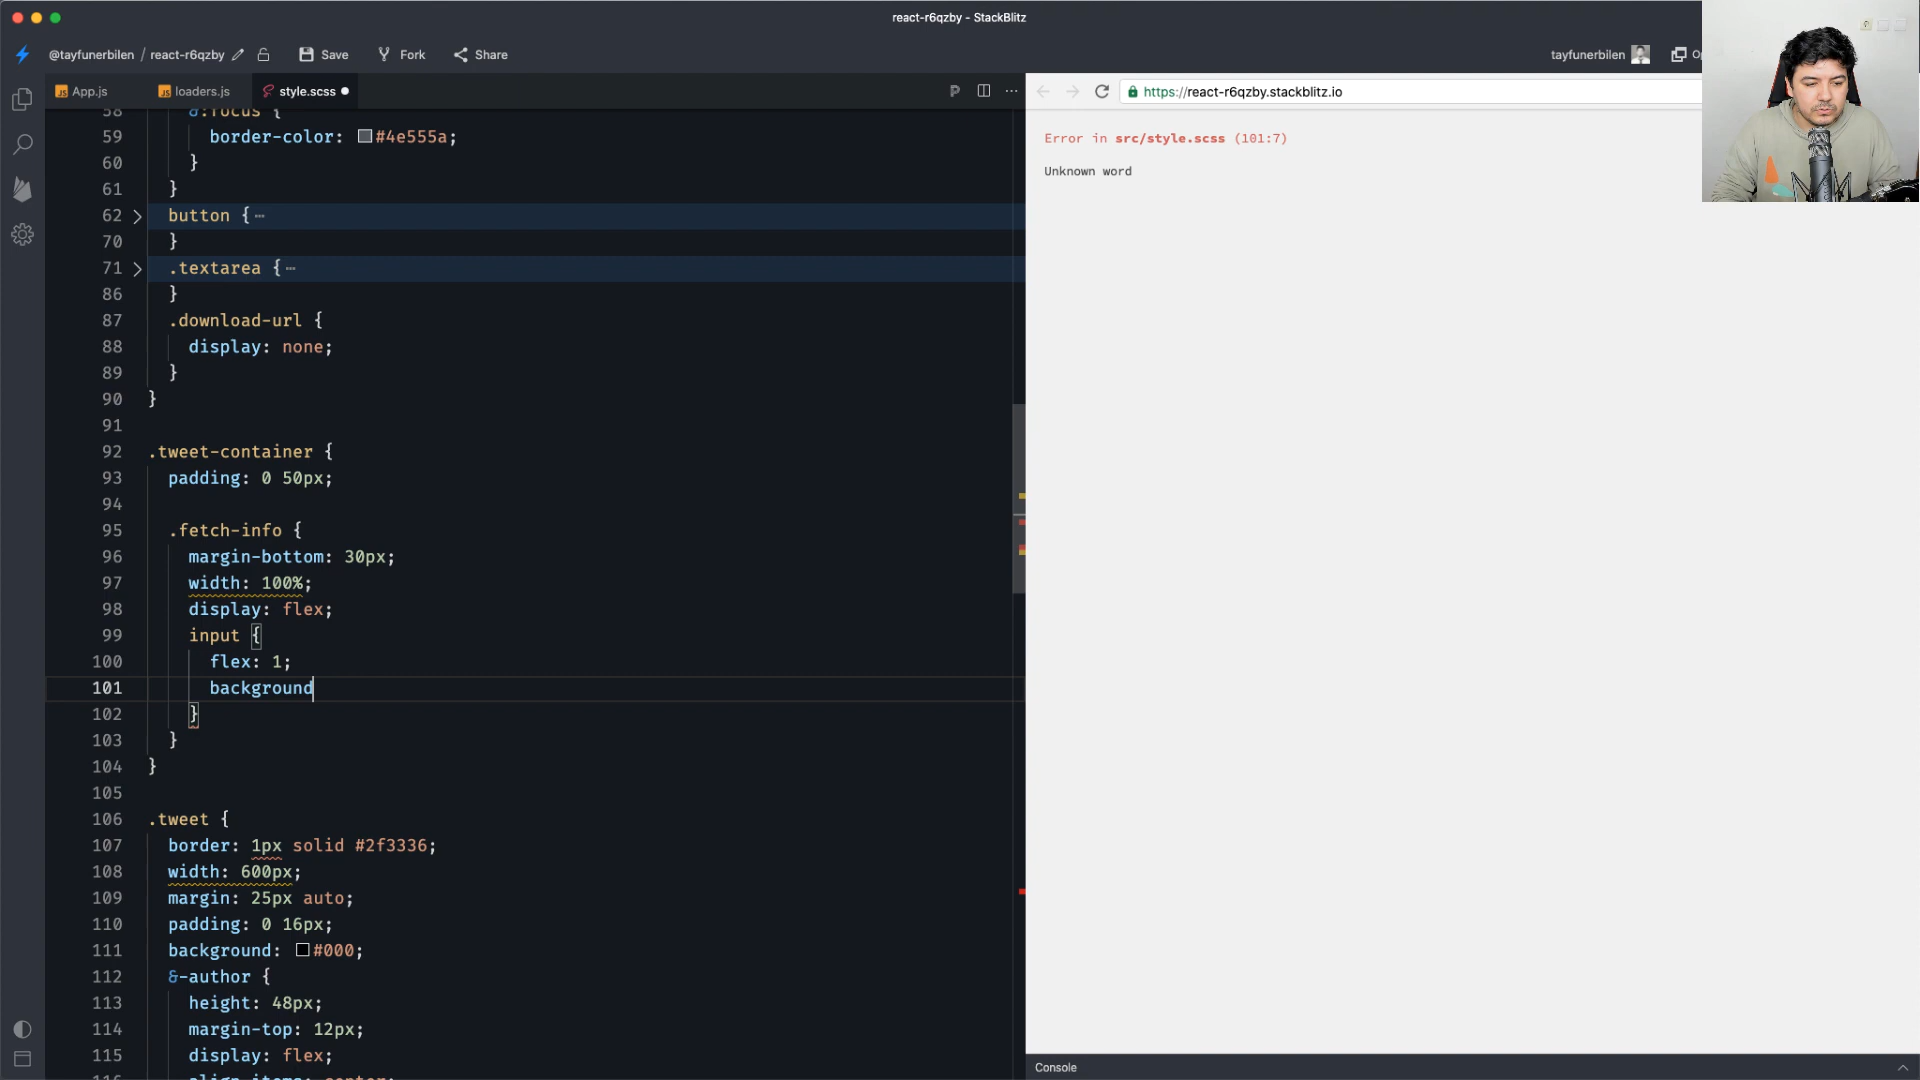 react-r6qzby - StackBlitz
@tayfunerbilen / react-r6qzby
Save
Fork
Share
tayfunerbilen
App.js
loaders.js
style.scss
https://react-r6qzby.stackblitz.io
58 &:focus {
59 border-color: #4e555a;
60 }
61 }
62 button { ⋯
70 }
71 .textarea { ⋯
86 }
87 .download-url {
88 display: none;
89 }
90 }
91
92 .tweet-container {
93 padding: 0 50px;
94
95 .fetch-info {
96 margin-bottom: 30px;
97 width: 100%;
98 display: flex;
99 input {
100 flex: 1;
101 background
102 }
103 }
104 }
105
106 .tweet {
107 border: 1px solid #2f3336;
108 width: 600px;
109 margin: 25px auto;
110 padding: 0 16px;
111 background: #000;
112 &-author {
113 height: 48px;
114 margin-top: 12px;
115 display: flex;
116 align-items: center;
Error in src/style.scss (101:7)
Unknown word
Console